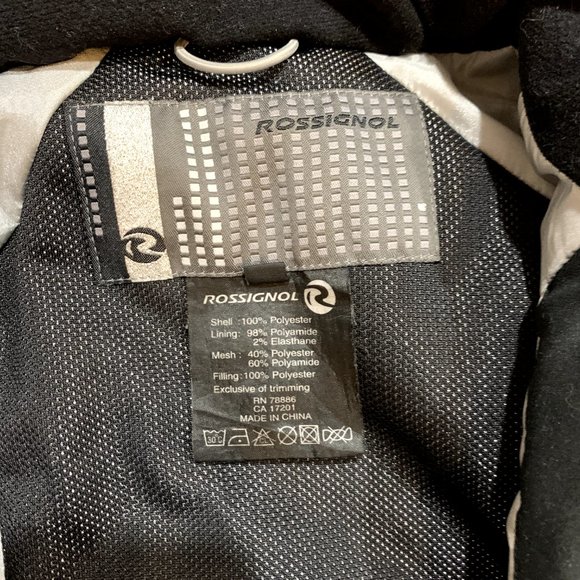 ROSSIGNOL
R
ROSSIGNOL R
Shell :100% Polyester
Lining: 98% Polyamide
2% Elasthane
Mesh : 40% Polyester
60% Polyamide
Filling:100% Polyester
Exclusive of trimming
RN 78886
CA 17201
MADE IN CHINA
30°C